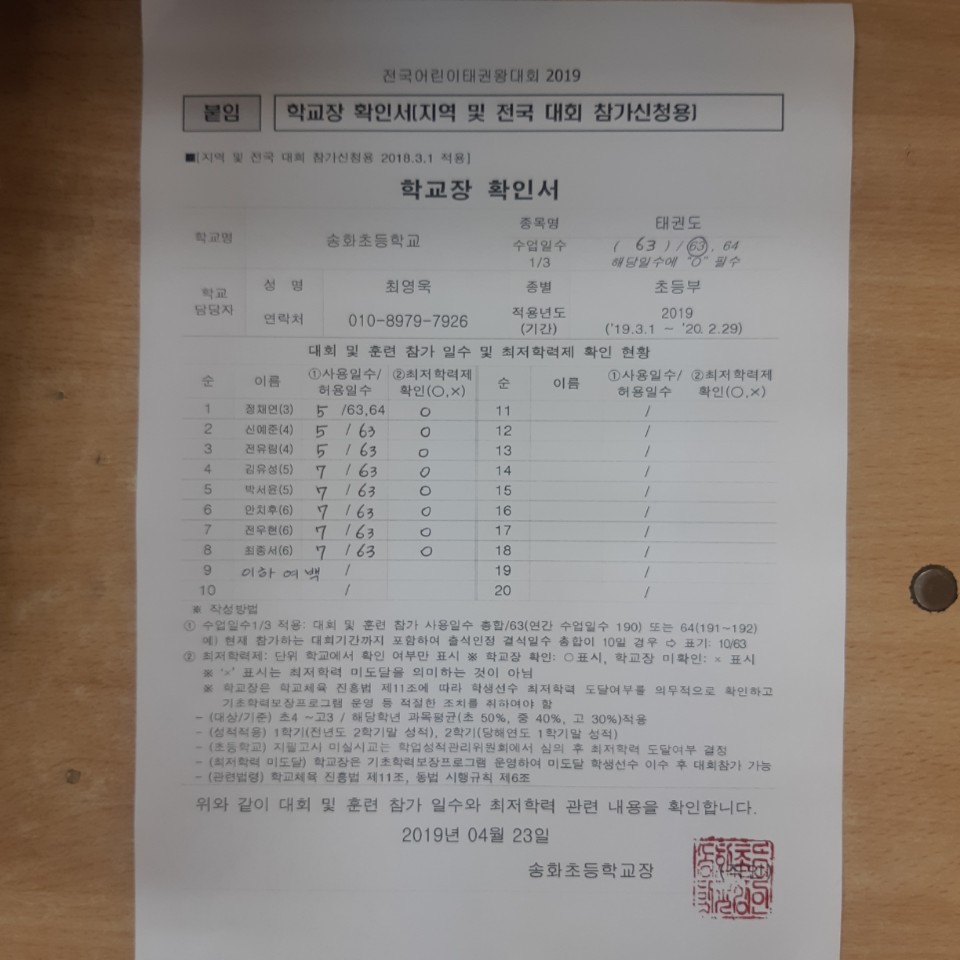 전국어린이태권왕대회 2019
붙임 학교장 확인서(지역 및 전국 대회 참가신청용)
■[지역 및 전국 대회 참가신청용 2018.3.1 적용]
학교장 확인서
학교명 송화초등학교 종목명 태권도
수업일수 1/3 ( 63 ) / 63, 64
해당일수에 "O" 필수
학교 담당자 성 명 최영욱 종별 초등부
연락처 010-8979-7926 적용년도 (기간) 2019 ('19.3.1 ~ '20. 2.29)
대회 및 훈련 참가 일수 및 최저학력제 확인 현황
순 이름 ①사용일수/허용일수 ②최저학력제 확인(○,×) 순 이름 ①사용일수/허용일수 ②최저학력제 확인(○,×)
1 정채연(3) 5 /63,64 O 11 /
2 신예준(4) 5 / 63 O 12 /
3 전유림(4) 5 / 63 O 13 /
4 김유성(5) 7 / 63 O 14 /
5 박서윤(5) 7 / 63 O 15 /
6 안치후(6) 7 / 63 O 16 /
7 전우현(6) 7 / 63 O 17 /
8 최종서(6) 7 / 63 O 18 /
9 이하 여백 / 19 /
10 / 20 /
※ 작성방법
① 수업일수1/3 적용: 대회 및 훈련 참가 사용일수 총합/63(연간 수업일수 190) 또는 64(191~192)
예) 현재 참가하는 대회기간까지 포함하여 출석인정 결석일수 총합이 10일 경우 ⇨ 표기: 10/63
② 최저학력제: 단위 학교에서 확인 여부만 표시 ※ 학교장 확인: ○표시, 학교장 미확인: × 표시
※ '×' 표시는 최저학력 미도달을 의미하는 것이 아님
※ 학교장은 학교체육 진흥법 제11조에 따라 학생선수 최저학력 도달여부를 의무적으로 확인하고
기초학력보장프로그램 운영 등 적절한 조치를 취하여야 함
- (대상/기준) 초4 ~고3 / 해당학년 과목평균(초 50%, 중 40%, 고 30%)적용
- (성적적용) 1학기(전년도 2학기말 성적), 2학기(당해연도 1학기말 성적)
- (초등학교) 지필고사 미실시교는 학업성적관리위원회에서 심의 후 최저학력 도달여부 결정
- (최저학력 미도달) 학교장은 기초학력보장프로그램 운영하여 미도달 학생선수 이수 후 대회참가 가능
- (관련법령) 학교체육 진흥법 제11조, 동법 시행규칙 제6조
위와 같이 대회 및 훈련 참가 일수와 최저학력 관련 내용을 확인합니다.
2019년 04월 23일
송화초등학교장